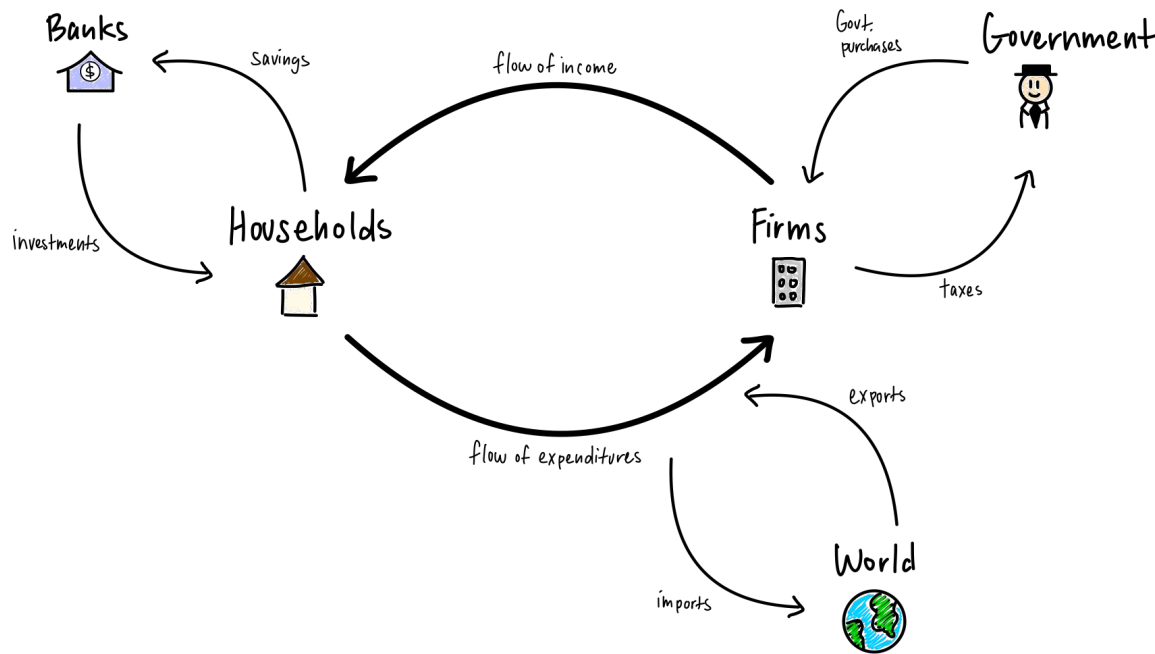 Banks
$
savings
flow of income
Govt.
purchases
Government
investments
Households
Firms
taxes
exports
flow of expenditures
World
imports